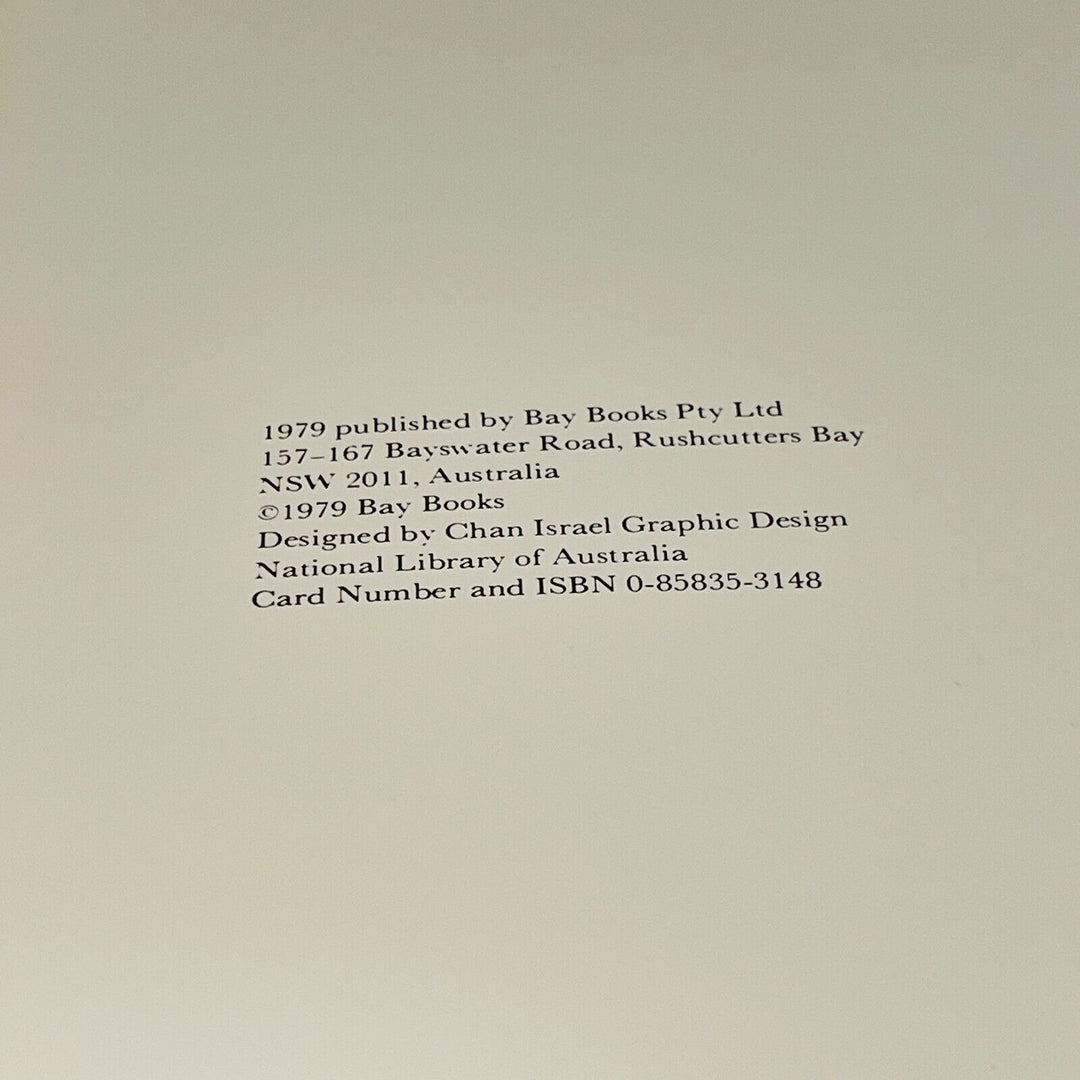 1979 published by Bay Books Pty Ltd
157–167 Bayswater Road, Rushcutters Bay
NSW 2011, Australia
©1979 Bay Books
Designed by Chan Israel Graphic Design
National Library of Australia
Card Number and ISBN 0-85835-3148